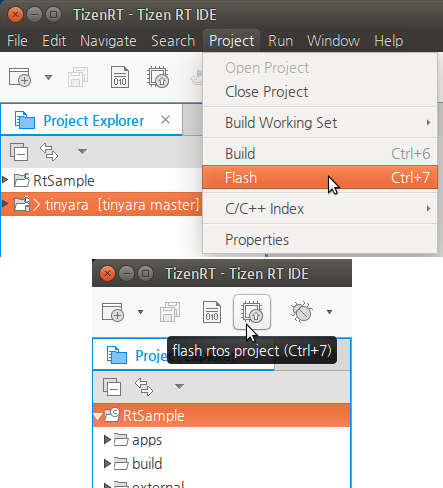 TizenRT - Tizen RT IDE
File Edit Navigate Search Project Run Window Help
010
Open Project
Close Project
Project Explorer
Build Working Set
Build Ctrl+6
RtSample
Flash Ctrl+7
> tinyara [tinyara master]
C/C++ Index
Properties
TizenRT - Tizen RT IDE
010
flash rtos project (Ctrl+7)
RtSample
apps
build